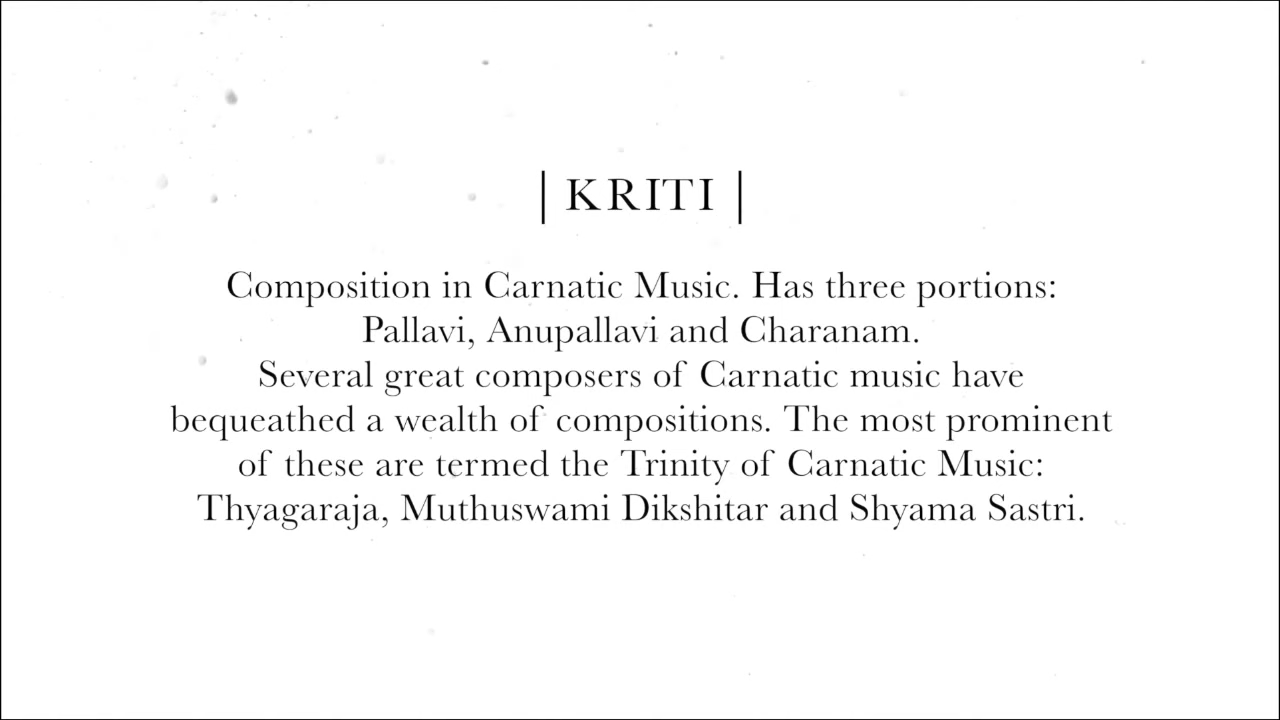 | KRITI |
Composition in Carnatic Music. Has three portions:
Pallavi, Anupallavi and Charanam.
Several great composers of Carnatic music have
bequeathed a wealth of compositions. The most prominent
of these are termed the Trinity of Carnatic Music:
Thyagaraja, Muthuswami Dikshitar and Shyama Sastri.